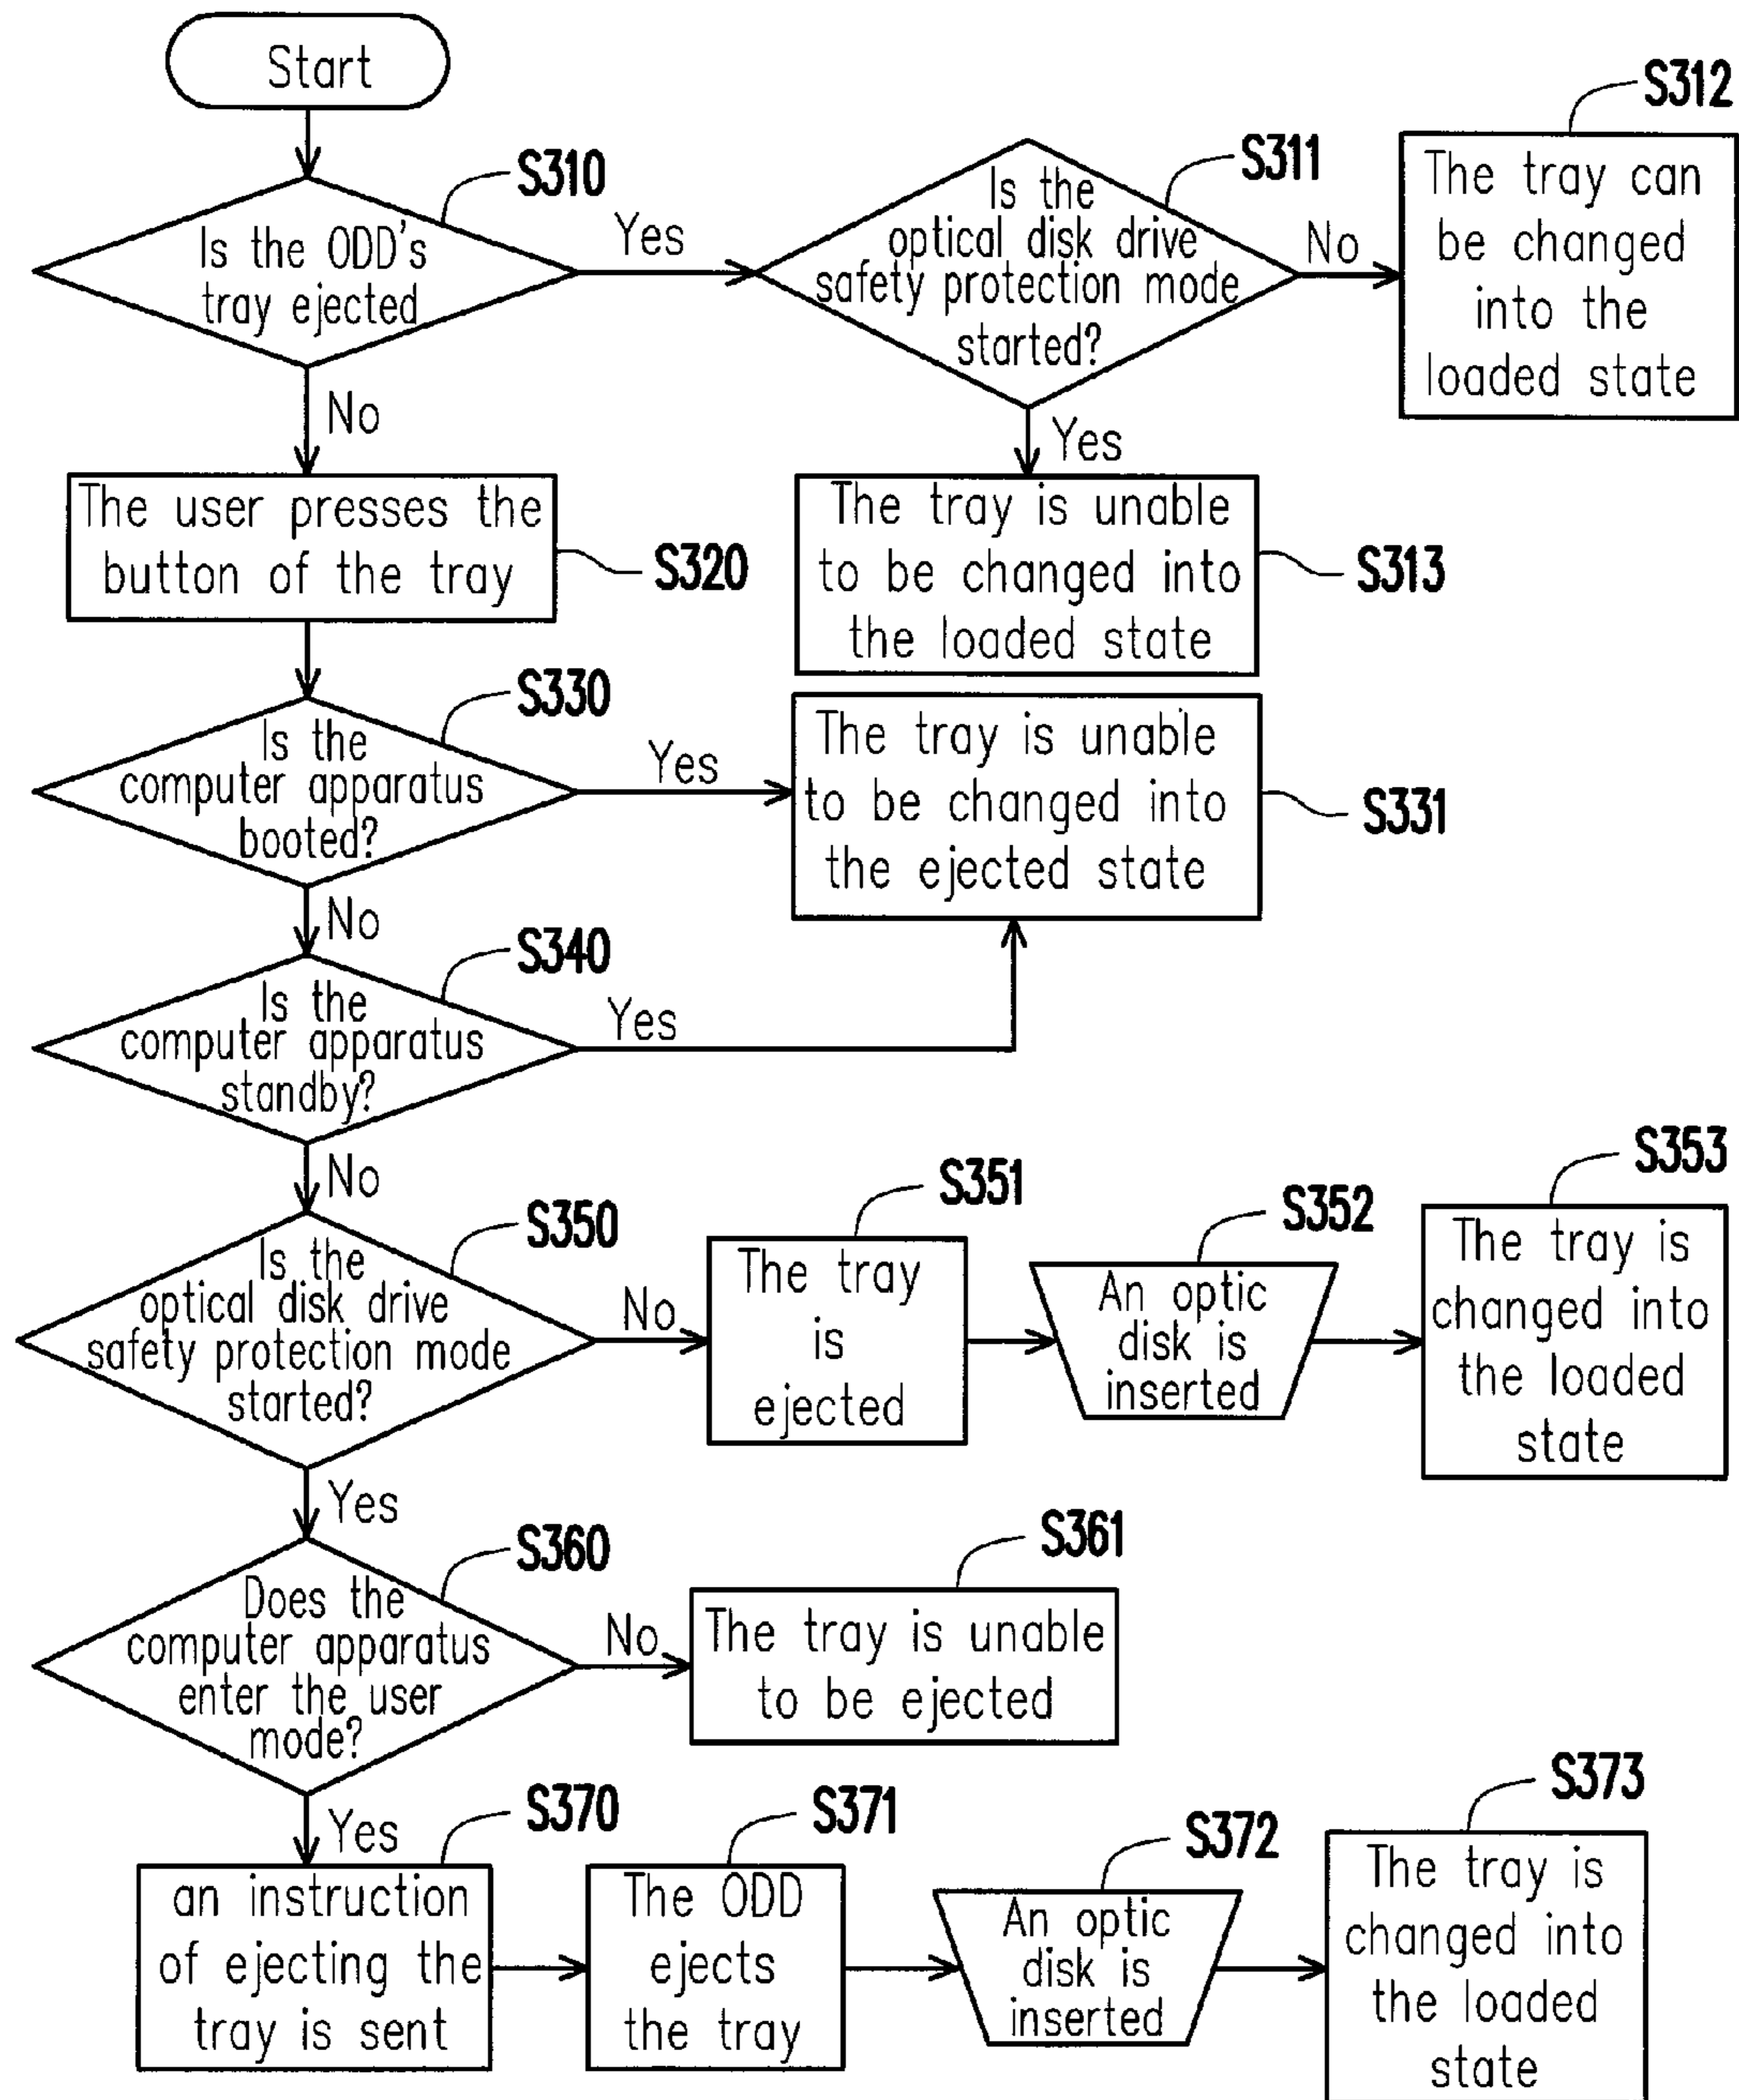 Start
S310
Is the ODD's
tray ejected
Yes
No
S311
Is the
optical disk drive
safety protection mode
started?
No
Yes
S312
The tray can
be changed
into the
loaded state
The user presses the
button of the tray
S320
The tray is unable
to be changed into
the loaded state
S313
S330
Is the
computer apparatus
booted?
Yes
No
The tray is unable
to be changed into
the ejected state
S331
S340
Is the
computer apparatus
standby?
Yes
No
S350
Is the
optical disk drive
safety protection mode
started?
No
Yes
S351
The tray
is
ejected
S352
An optic
disk is
inserted
S353
The tray is
changed into
the loaded
state
S360
Does the
computer apparatus
enter the user
mode?
No
Yes
S361
The tray is unable
to be ejected
S370
an instruction
of ejecting the
tray is sent
S371
The ODD
ejects
the tray
S372
An optic
disk is
inserted
S373
The tray is
changed into
the loaded
state